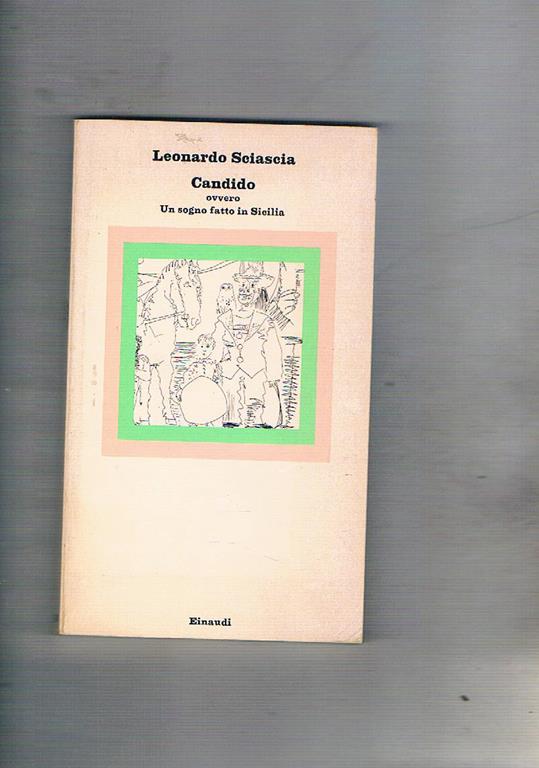 Leonardo Sciascia
Candido
ovvero
Un sogno fatto in Sicilia
Einaudi